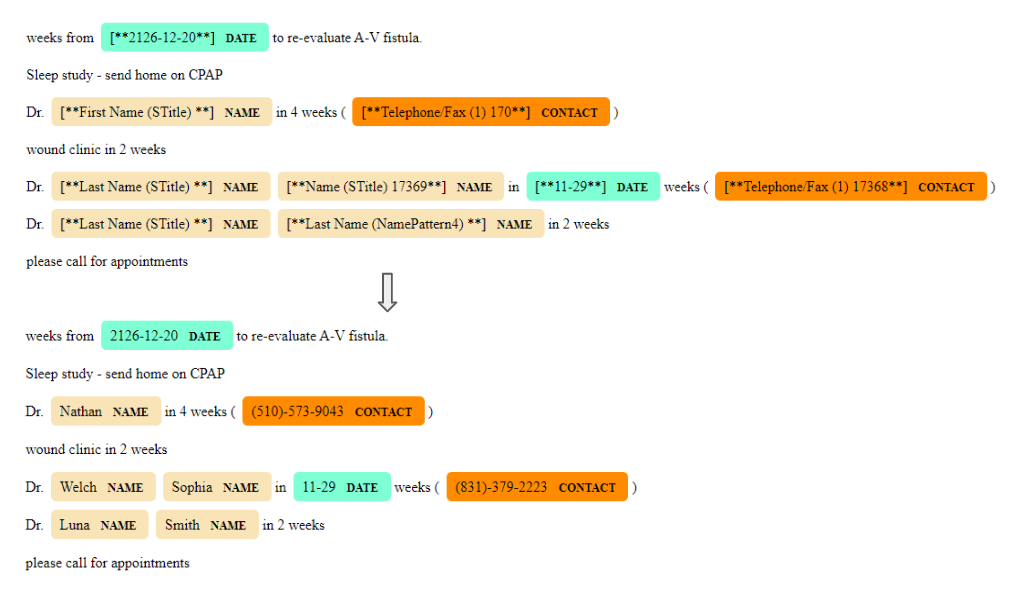 weeks from [**2126-12-20**] DATE to re-evaluate A-V fistula.
Sleep study - send home on CPAP
Dr. [**First Name (STitle) **] NAME in 4 weeks ( [**Telephone/Fax (1) 170**] CONTACT )
wound clinic in 2 weeks
Dr. [**Last Name (STitle) **] NAME [**Name (STitle) 17369**] NAME in [**11-29**] DATE weeks ( [**Telephone/Fax (1) 17368**] CONTACT )
Dr. [**Last Name (STitle) **] NAME [**Last Name (NamePattern4) **] NAME in 2 weeks
please call for appointments
weeks from 2126-12-20 DATE to re-evaluate A-V fistula.
Sleep study - send home on CPAP
Dr. Nathan NAME in 4 weeks ( (510)-573-9043 CONTACT )
wound clinic in 2 weeks
Dr. Welch NAME Sophia NAME in 11-29 DATE weeks ( (831)-379-2223 CONTACT )
Dr. Luna NAME Smith NAME in 2 weeks
please call for appointments